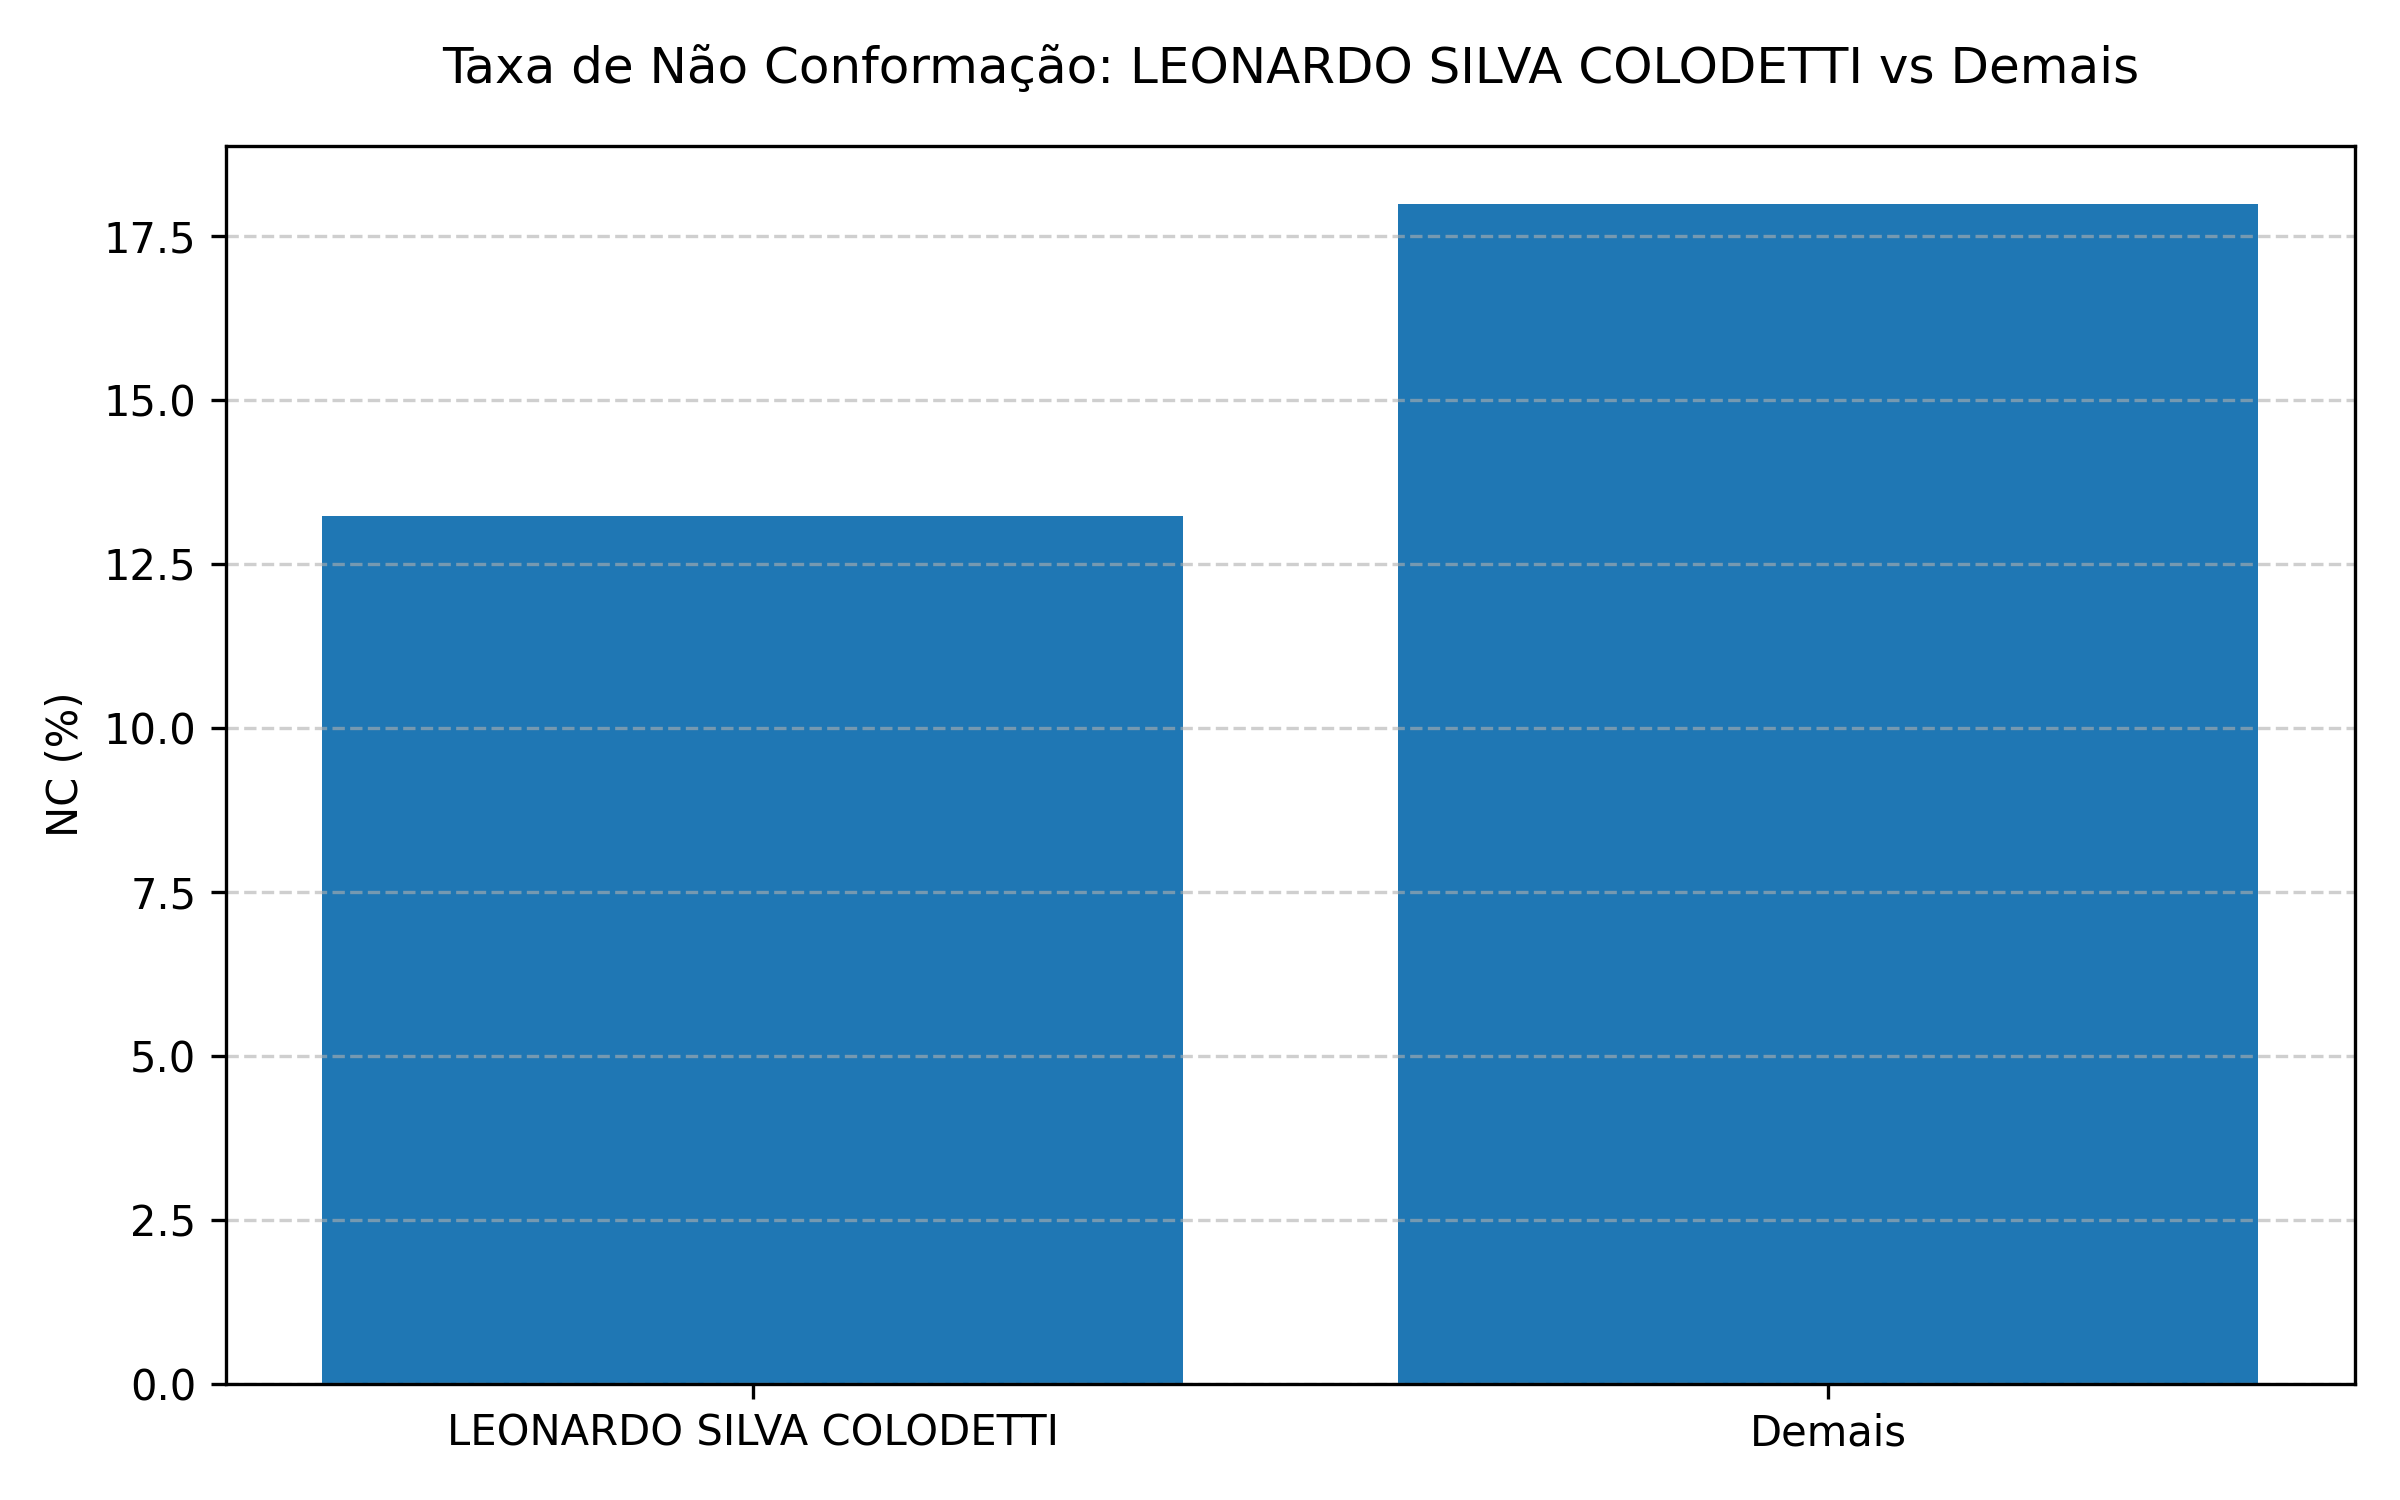 Taxa de Não Conformação: LEONARDO SILVA COLODETTI vs Demais
17.5
15.0
12.5
10.0
7.5
5.0
2.5
0.0
NC (%)
LEONARDO SILVA COLODETTI
Demais